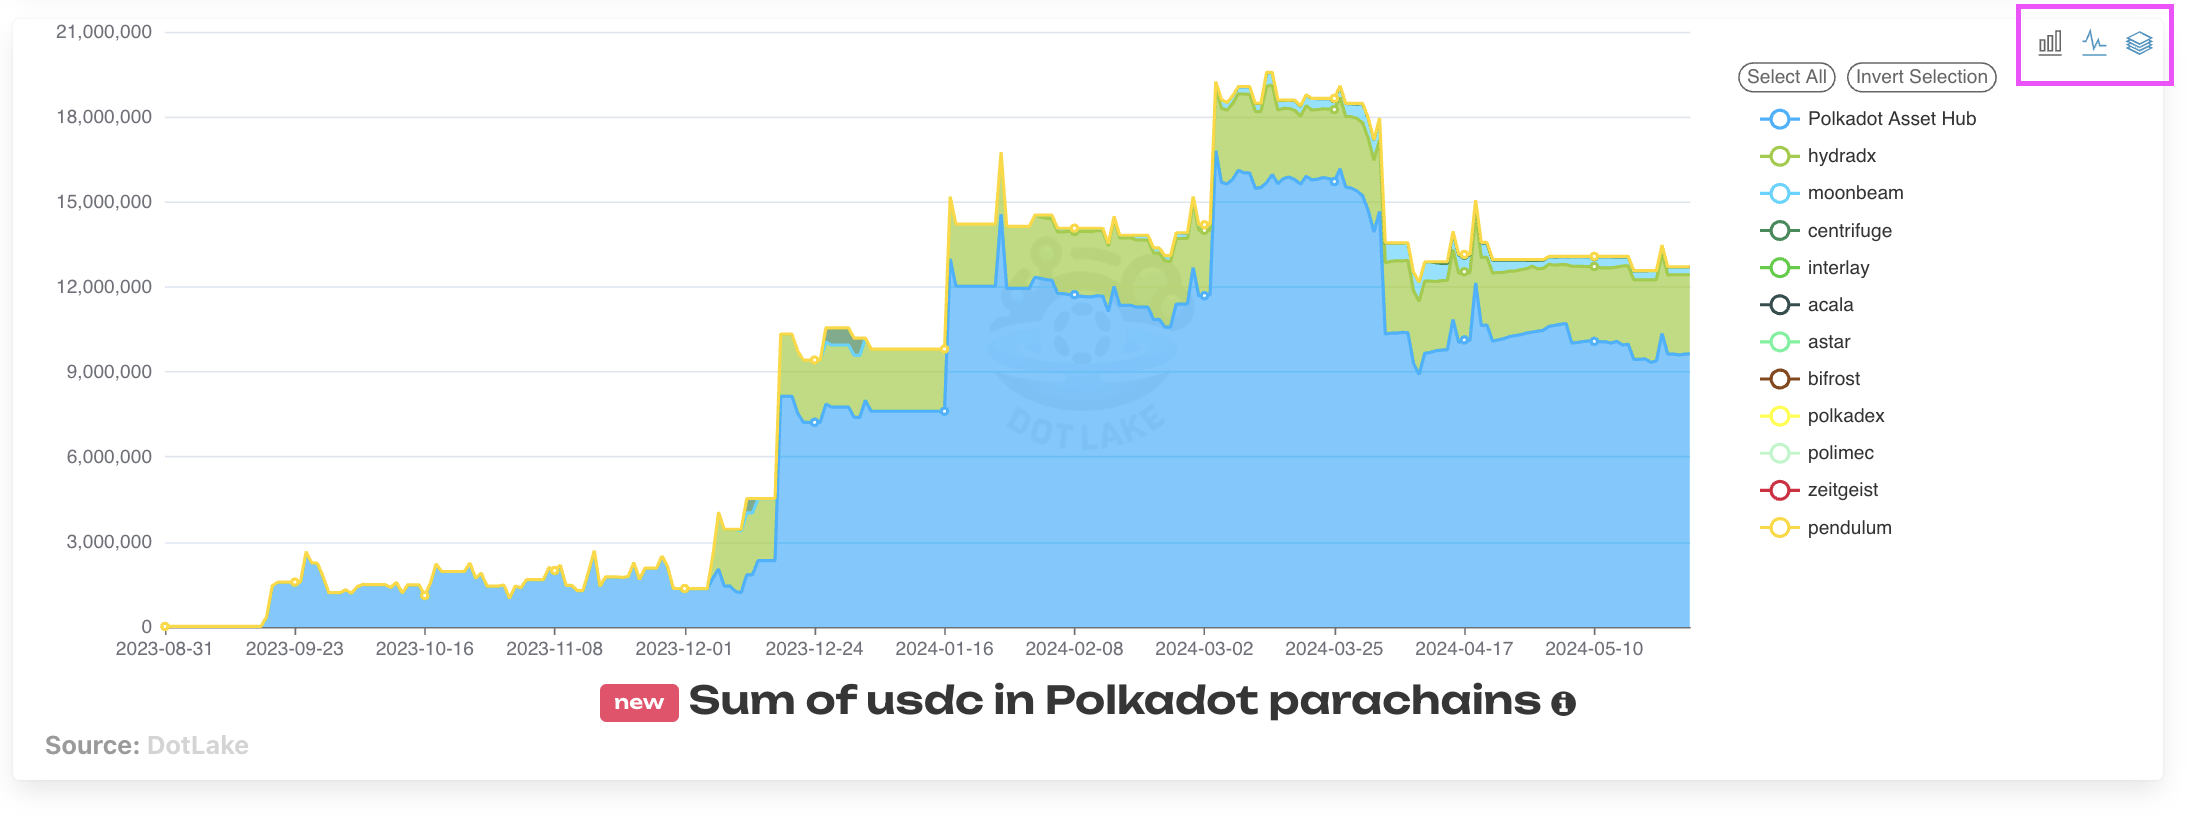 21,000,000
18,000,000
15,000,000
12,000,000
9,000,000
6,000,000
3,000,000
0
2023-08-31 2023-09-23 2023-10-16 2023-11-08 2023-12-01 2023-12-24 2024-01-16 2024-02-08 2024-03-02 2024-03-25 2024-04-17 2024-05-10
DOT LAKE
Select All Invert Selection
Polkadot Asset Hub
hydradx
moonbeam
centrifuge
interlay
acala
astar
bifrost
polkadex
polimec
zeitgeist
pendulum
new Sum of usdc in Polkadot parachains
Source: DotLake